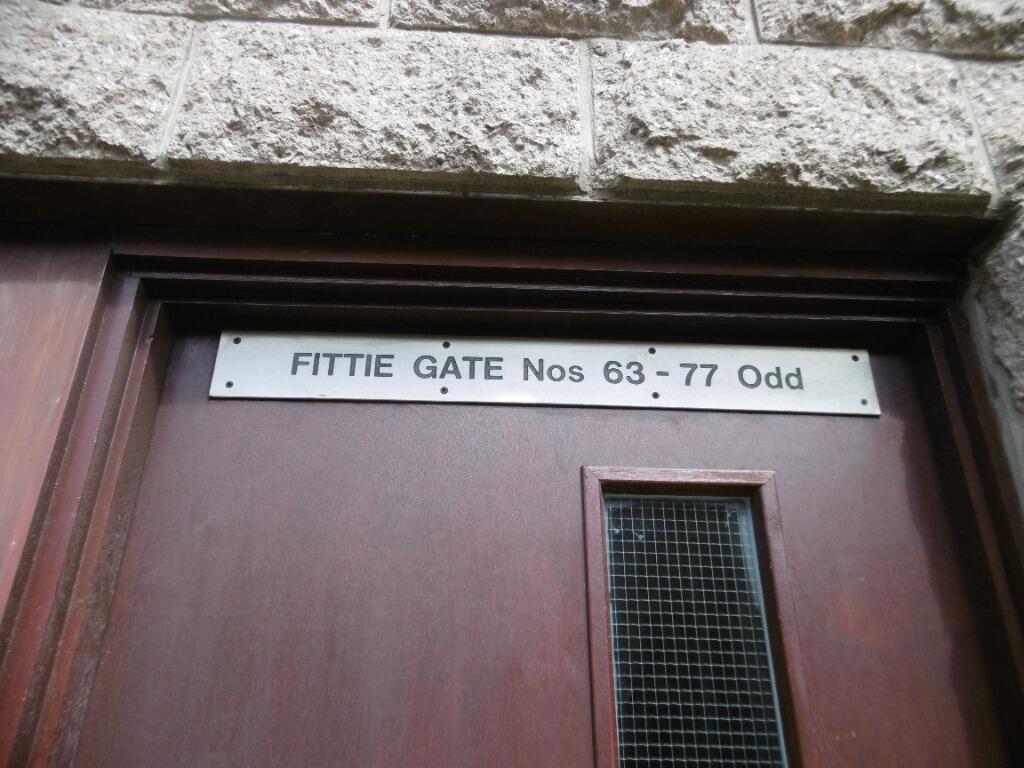 FITTIE GATE Nos 63 - 77 Odd